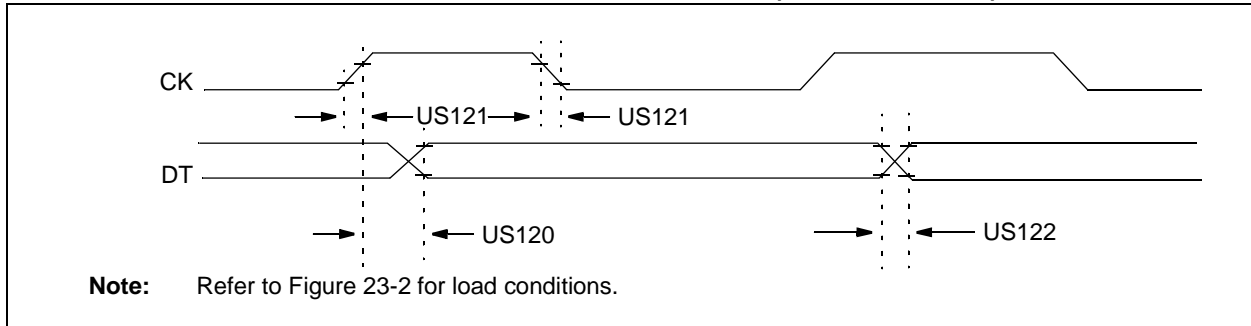 CK
US121
US121
DT
US120
US122
Note: Refer to Figure 23-2 for load conditions.